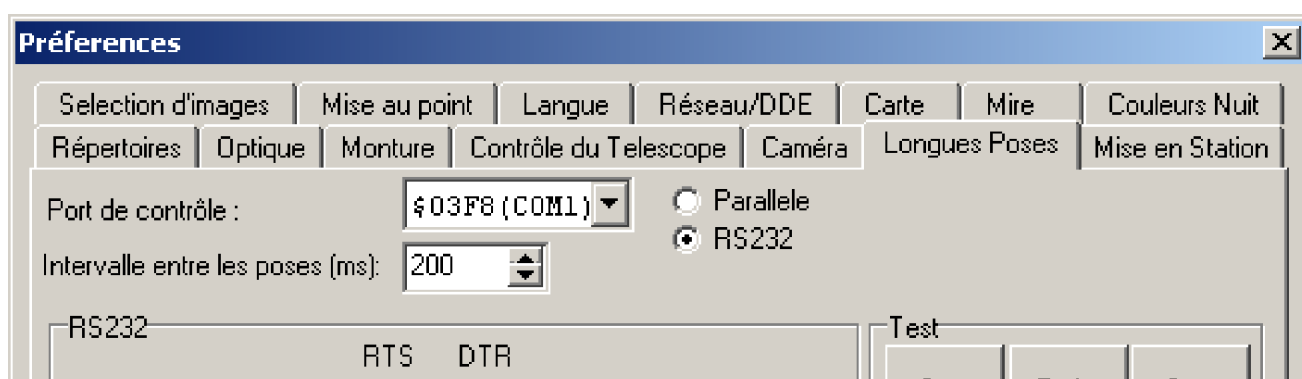 Préferences
Selection d'images Mise au point Langue Réseau/DDE Carte Mire Couleurs Nuit
Répertoires Optique Monture Contrôle du Telescope Caméra Longues Poses Mise en Station
Port de contrôle : $03F8(COM1) Parallele
RS232
Intervalle entre les poses (ms): 200
RS232 Test
RTS DTR